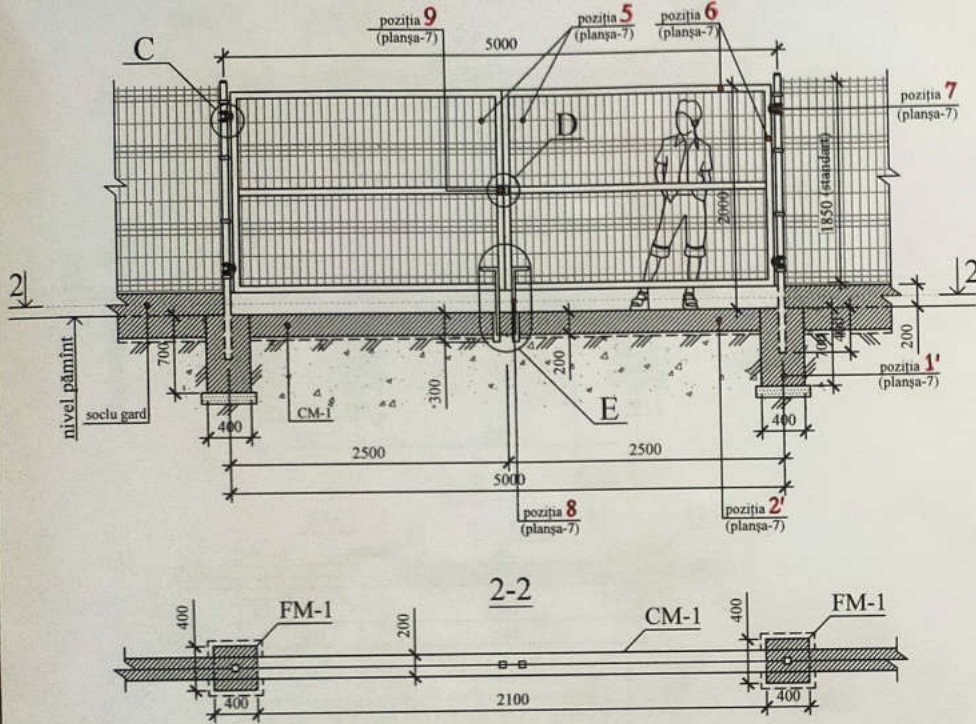 poziția 9
(planșa-7)
poziția 5
(planșa-7)
poziția 6
(planșa-7)
C
5000
poziția 7
(planșa-7)
D
2000
1850 (standart)
2
2
nivel pămînt
700
soclu gard
CM-1
300
200
E
700
400
200
poziția 1'
(planșa-7)
400
400
2500
2500
5000
poziția 8
(planșa-7)
poziția 2'
(planșa-7)
2-2
400
FM-1
200
CM-1
400
FM-1
400
2100
400